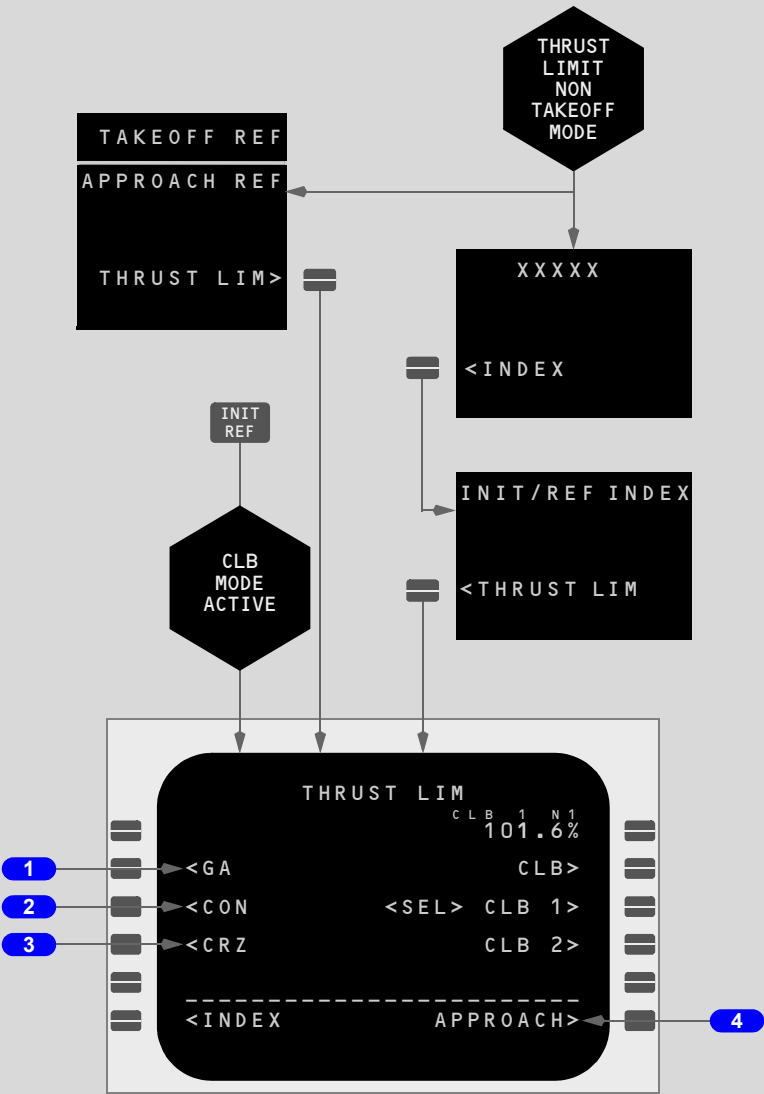 THRUST
LIMIT
NON
TAKEOFF
MODE
TAKEOFF REF
APPROACH REF
THRUST LIM>
XXXXX
<INDEX
INIT
REF
INIT/REF INDEX
<THRUST LIM
CLB
MODE
ACTIVE
THRUST LIM
CLB 1 N1
101.6%
1 <GA CLB>
2 <CON <SEL> CLB 1>
3 <CRZ CLB 2>
------------------------
<INDEX APPROACH> 4